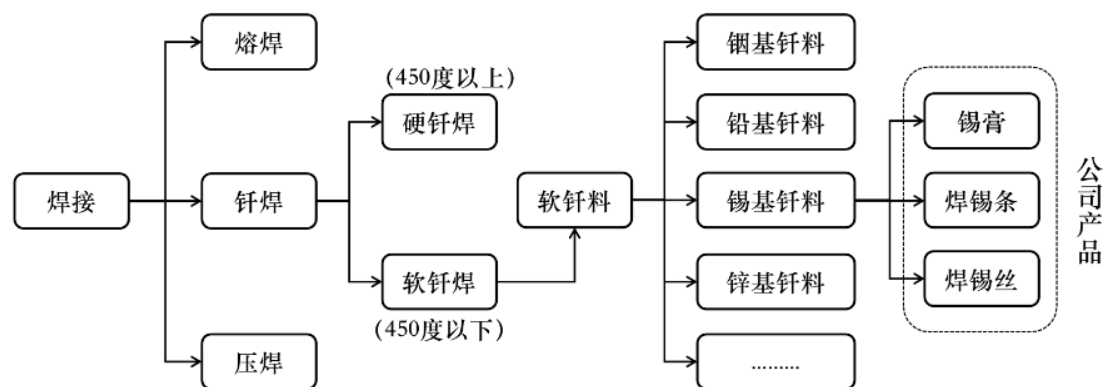 焊接
熔焊
钎焊
压焊
(450度以上)
硬钎焊
软钎焊
(450度以下)
软钎料
铟基钎料
铅基钎料
锡基钎料
锌基钎料
.........
锡膏
焊锡条
焊锡丝
公司产品